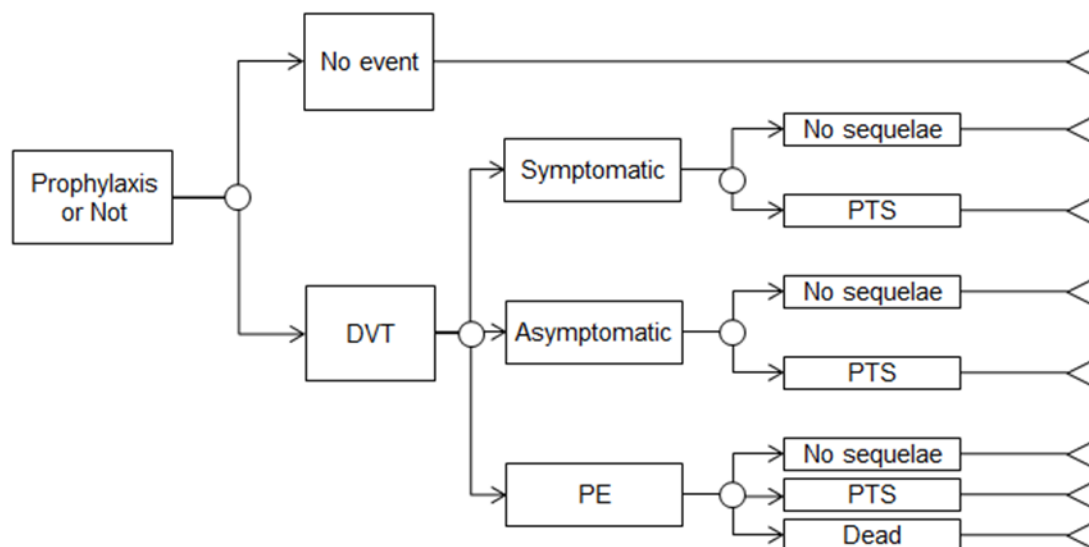 No event
Prophylaxis
or Not
Symptomatic
No sequelae
PTS
DVT
Asymptomatic
No sequelae
PTS
PE
No sequelae
PTS
Dead